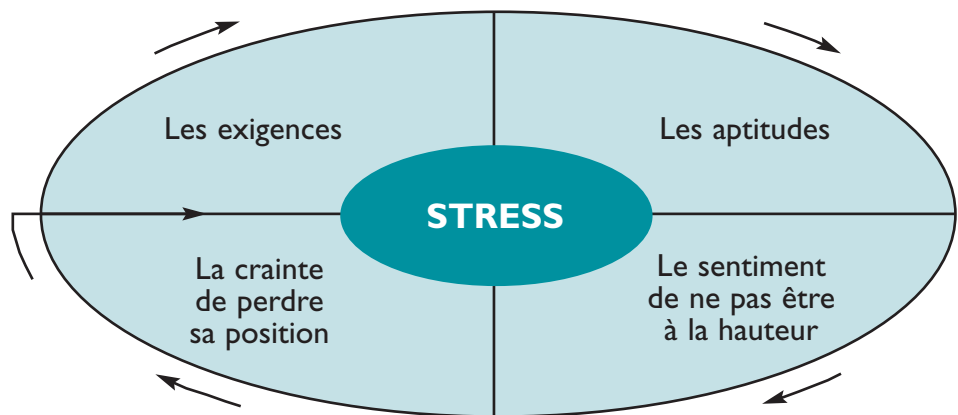 Les exigences
Les aptitudes
STRESS
La crainte
de perdre
sa position
Le sentiment
de ne pas être
à la hauteur